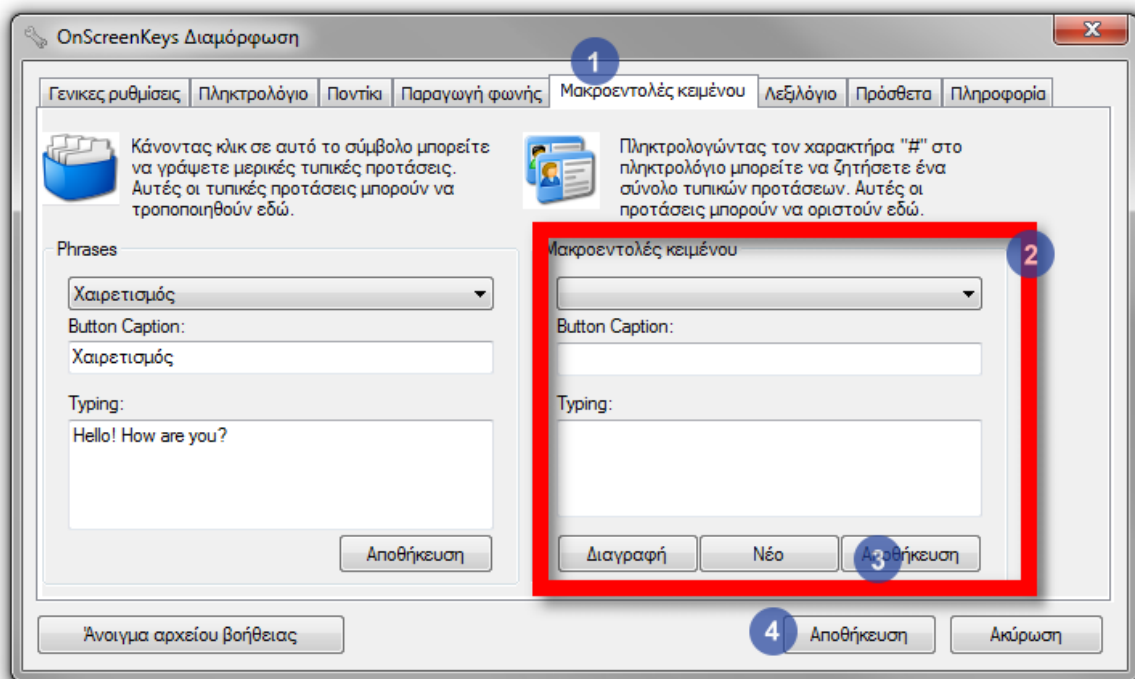 OnScreenKeys Διαμόρφωση
1
Γενικες ρυθμίσεις Πληκτρολόγιο Ποντίκι Παραγωγή φωνής Μακροεντολές κειμένου Λεξιλόγιο Πρόσθετα Πληροφορία
Κάνοντας κλικ σε αυτό το σύμβολο μπορείτε
να γράψετε μερικές τυπικές προτάσεις.
Αυτές οι τυπικές προτάσεις μπορούν να
τροποποιηθούν εδώ.
Πληκτρολογώντας τον χαρακτήρα "#" στο
πληκτρολόγιο μπορείτε να ζητήσετε ένα
σύνολο τυπικών προτάσεων. Αυτές οι
προτάσεις μπορούν να οριστούν εδώ.
Phrases
Χαιρετισμός
Button Caption:
Χαιρετισμός
Typing:
Hello! How are you?
Αποθήκευση
Μακροεντολές κειμένου
2
Button Caption:
Typing:
Διαγραφή Νέο Αποθήκευση
3
Άνοιγμα αρχείου βοήθειας
4
Αποθήκευση Ακύρωση